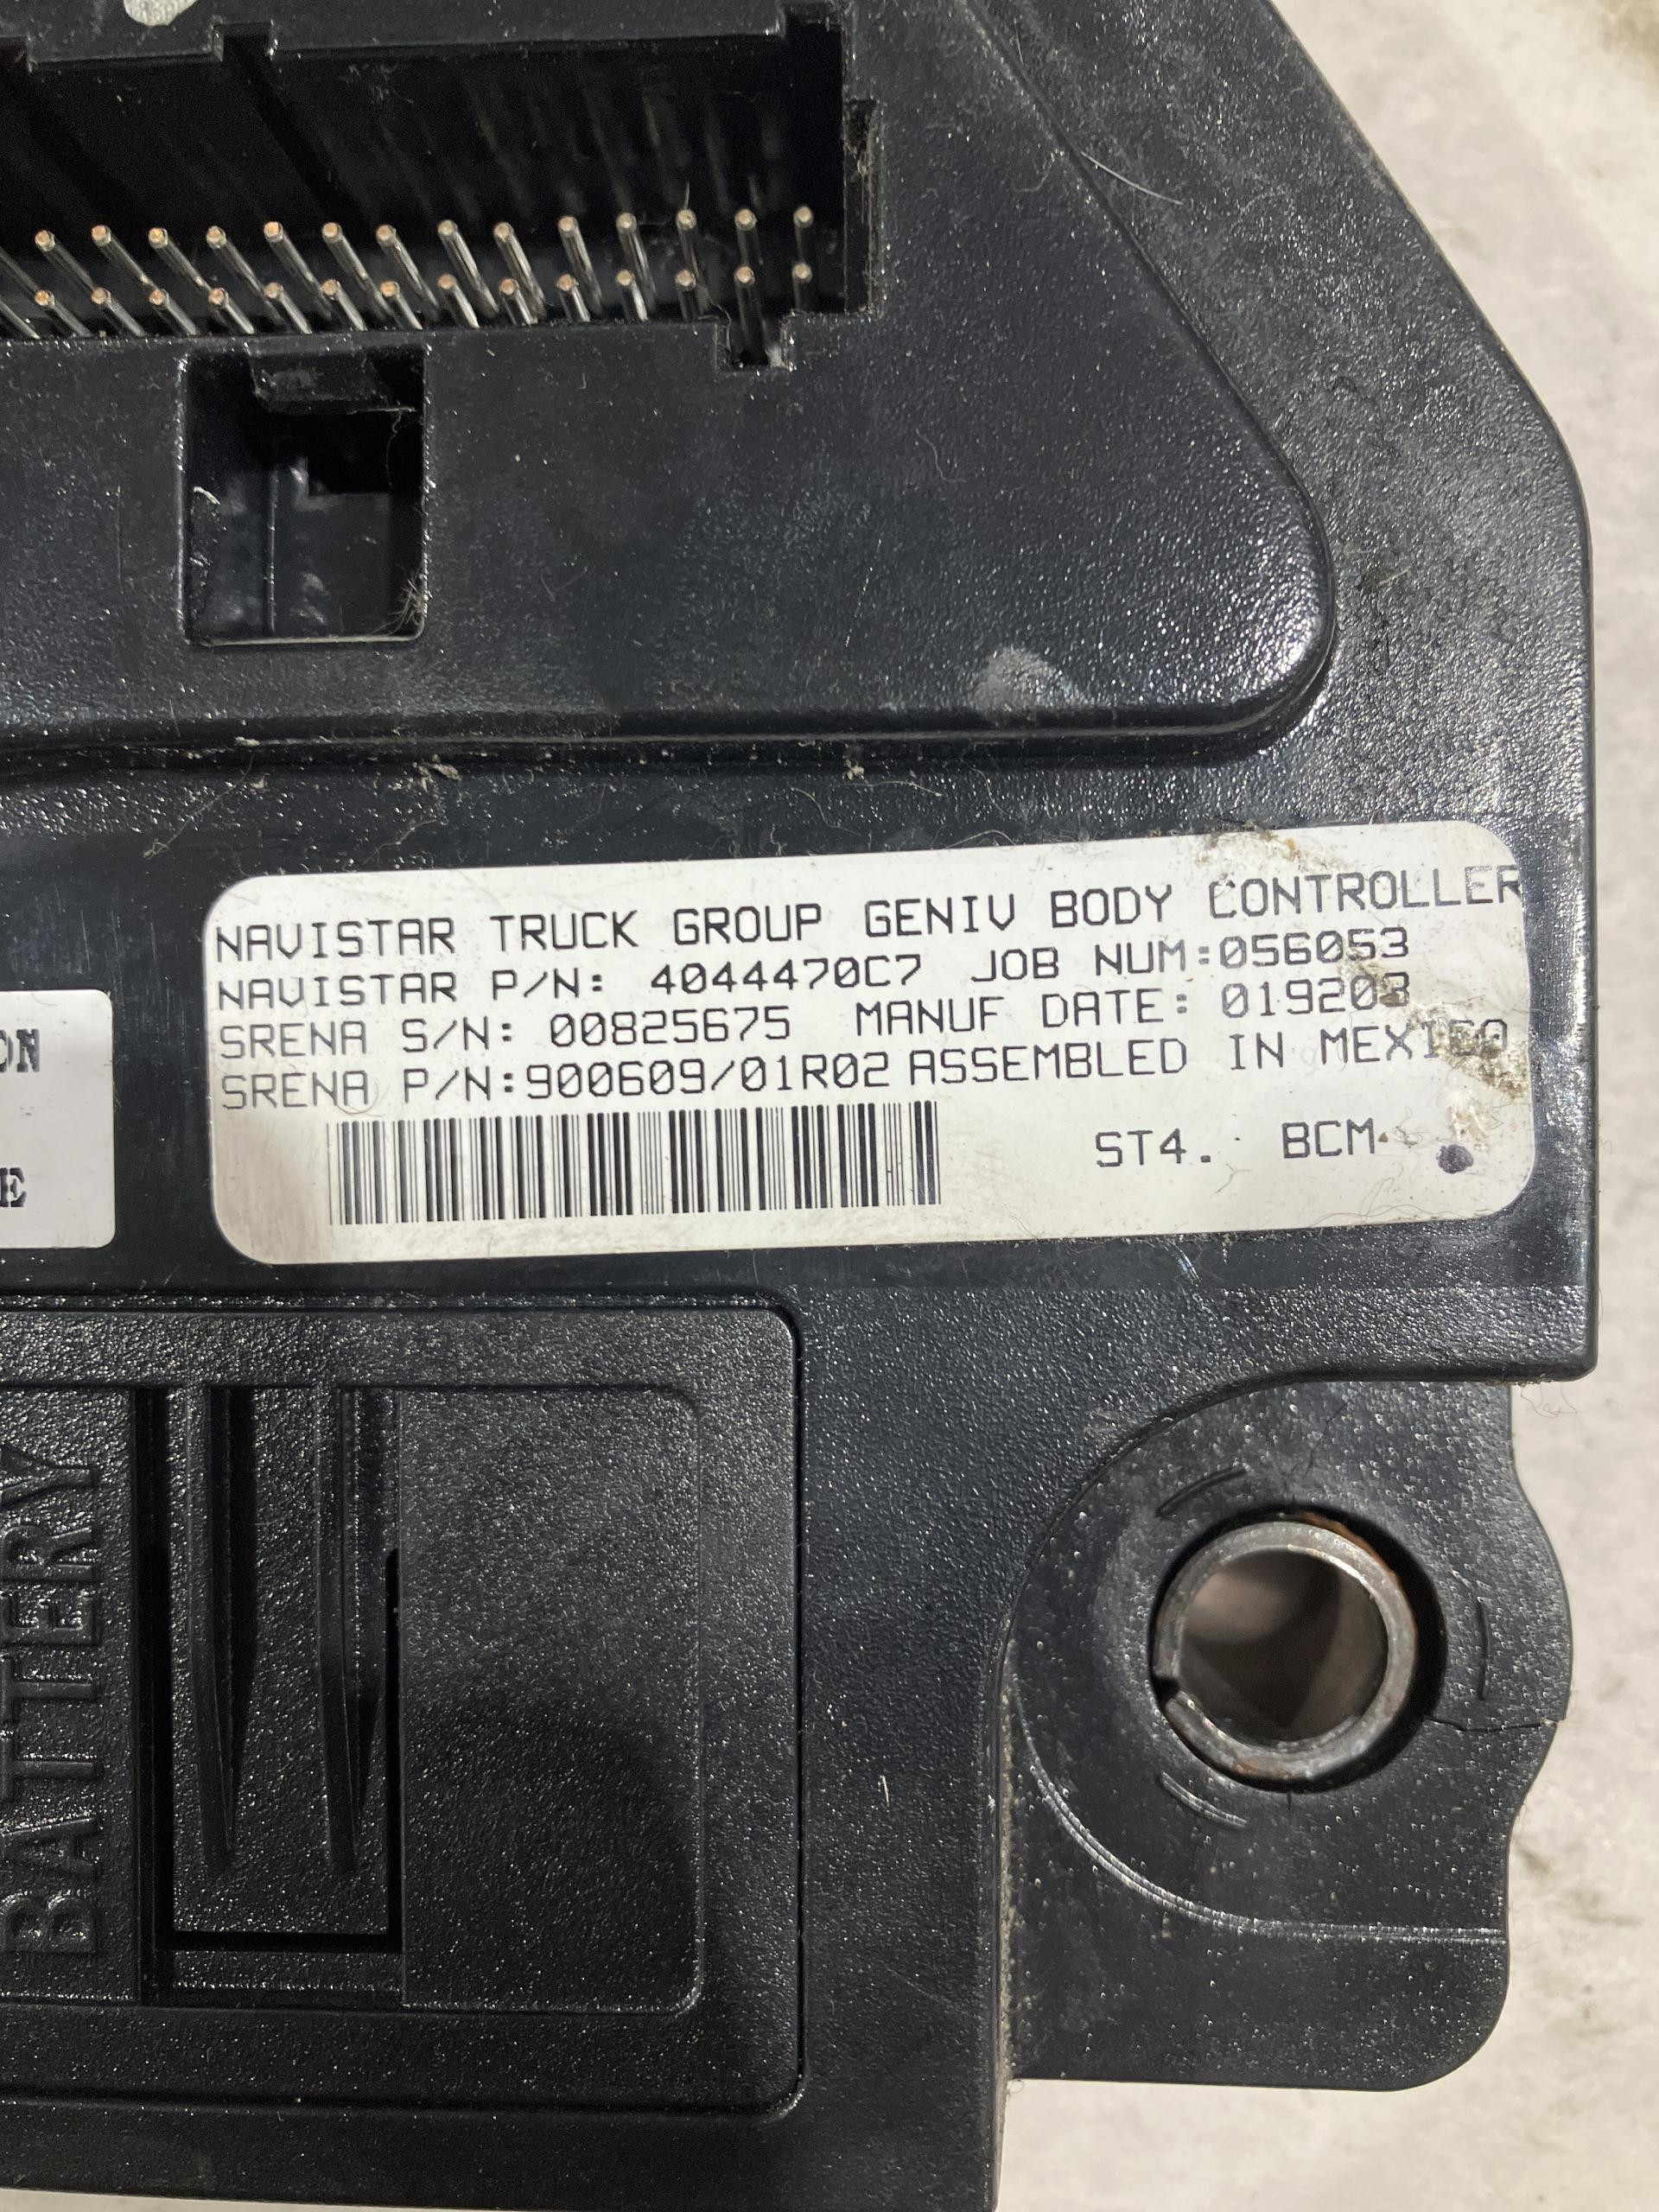 NAVISTAR TRUCK GROUP GENIV BODY CONTROLLER
NAVISTAR P/N: 4044470C7 JOB NUM:056053
SRENA S/N: 00825675 MANUF DATE: 019203
SRENA P/N:900609/01R02 ASSEMBLED IN MEXICO
ST4. BCM
ON
E
BATTERY